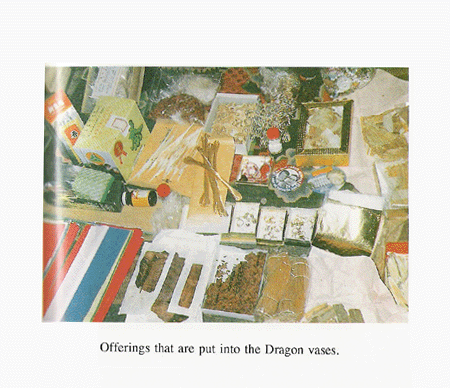 Offerings that are put into the Dragon vases.